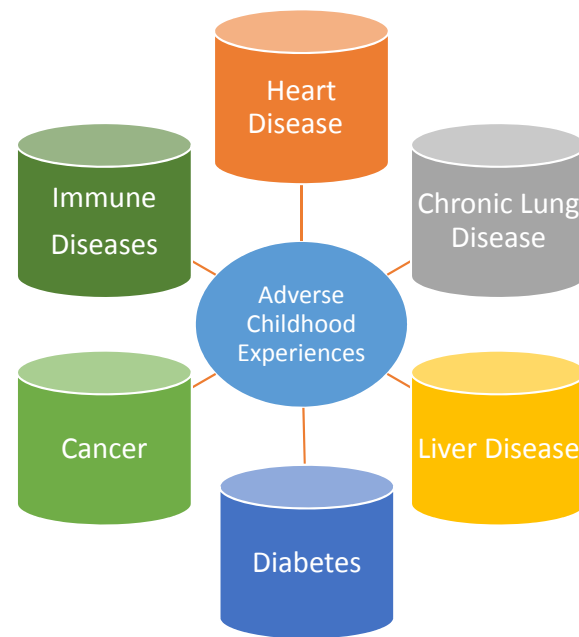 Heart
Disease
Immune
Diseases
Chronic Lung
Disease
Adverse
Childhood
Experiences
Cancer
Liver Disease
Diabetes